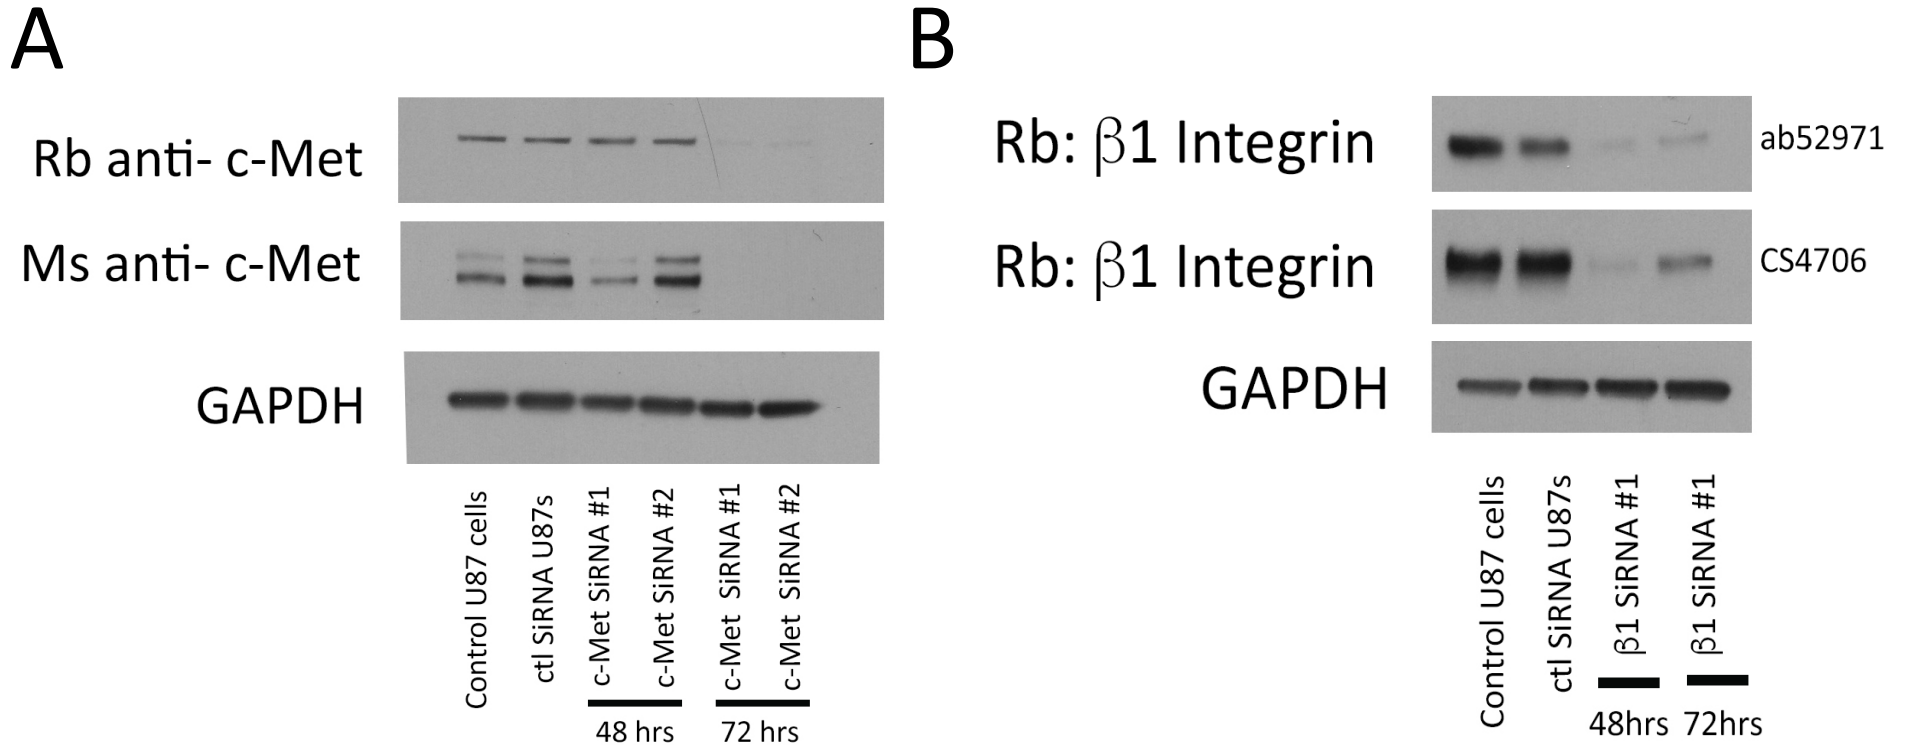 A
B
Rb anti- c-Met
Ms anti- c-Met
GAPDH
Control U87 cells
ctl SiRNA U87s
c-Met SiRNA #1
c-Met SiRNA #2
c-Met SiRNA #1
c-Met SiRNA #2
48 hrs
72 hrs
Rb: β1 Integrin
ab52971
Rb: β1 Integrin
CS4706
GAPDH
Control U87 cells
ctl SiRNA U87s
β1 SiRNA #1
β1 SiRNA #1
48hrs
72hrs